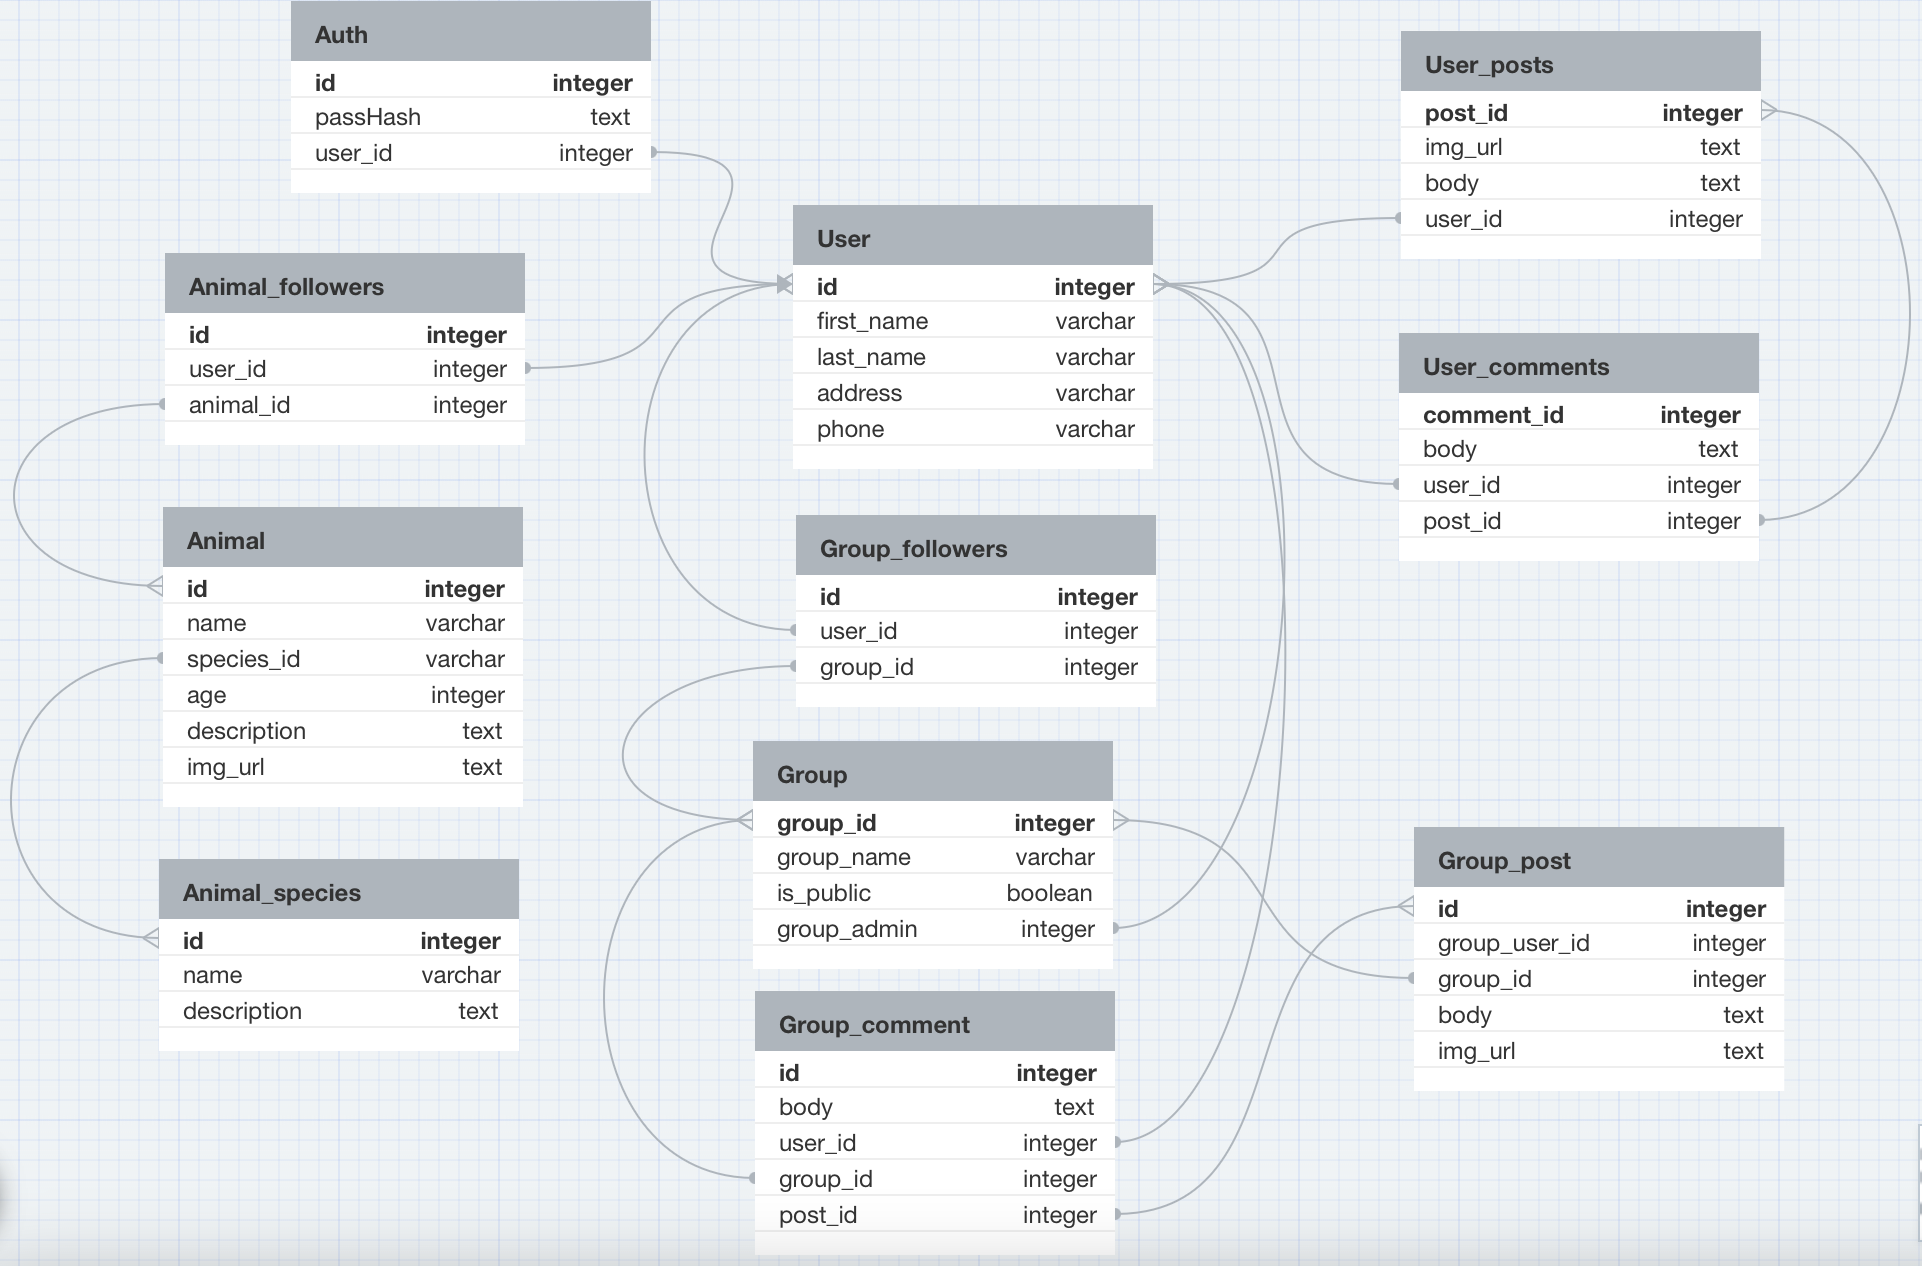 Auth
id integer
passHash text
user_id integer
User_posts
post_id integer
img_url text
body text
user_id integer
User
id integer
first_name varchar
last_name varchar
address varchar
phone varchar
Animal_followers
id integer
user_id integer
animal_id integer
User_comments
comment_id integer
body text
user_id integer
post_id integer
Animal
id integer
name varchar
species_id varchar
age integer
description text
img_url text
Group_followers
id integer
user_id integer
group_id integer
Group
group_id integer
group_name varchar
is_public boolean
group_admin integer
Group_post
id integer
group_user_id integer
group_id integer
body text
img_url text
Animal_species
id integer
name varchar
description text
Group_comment
id integer
body text
user_id integer
group_id integer
post_id integer